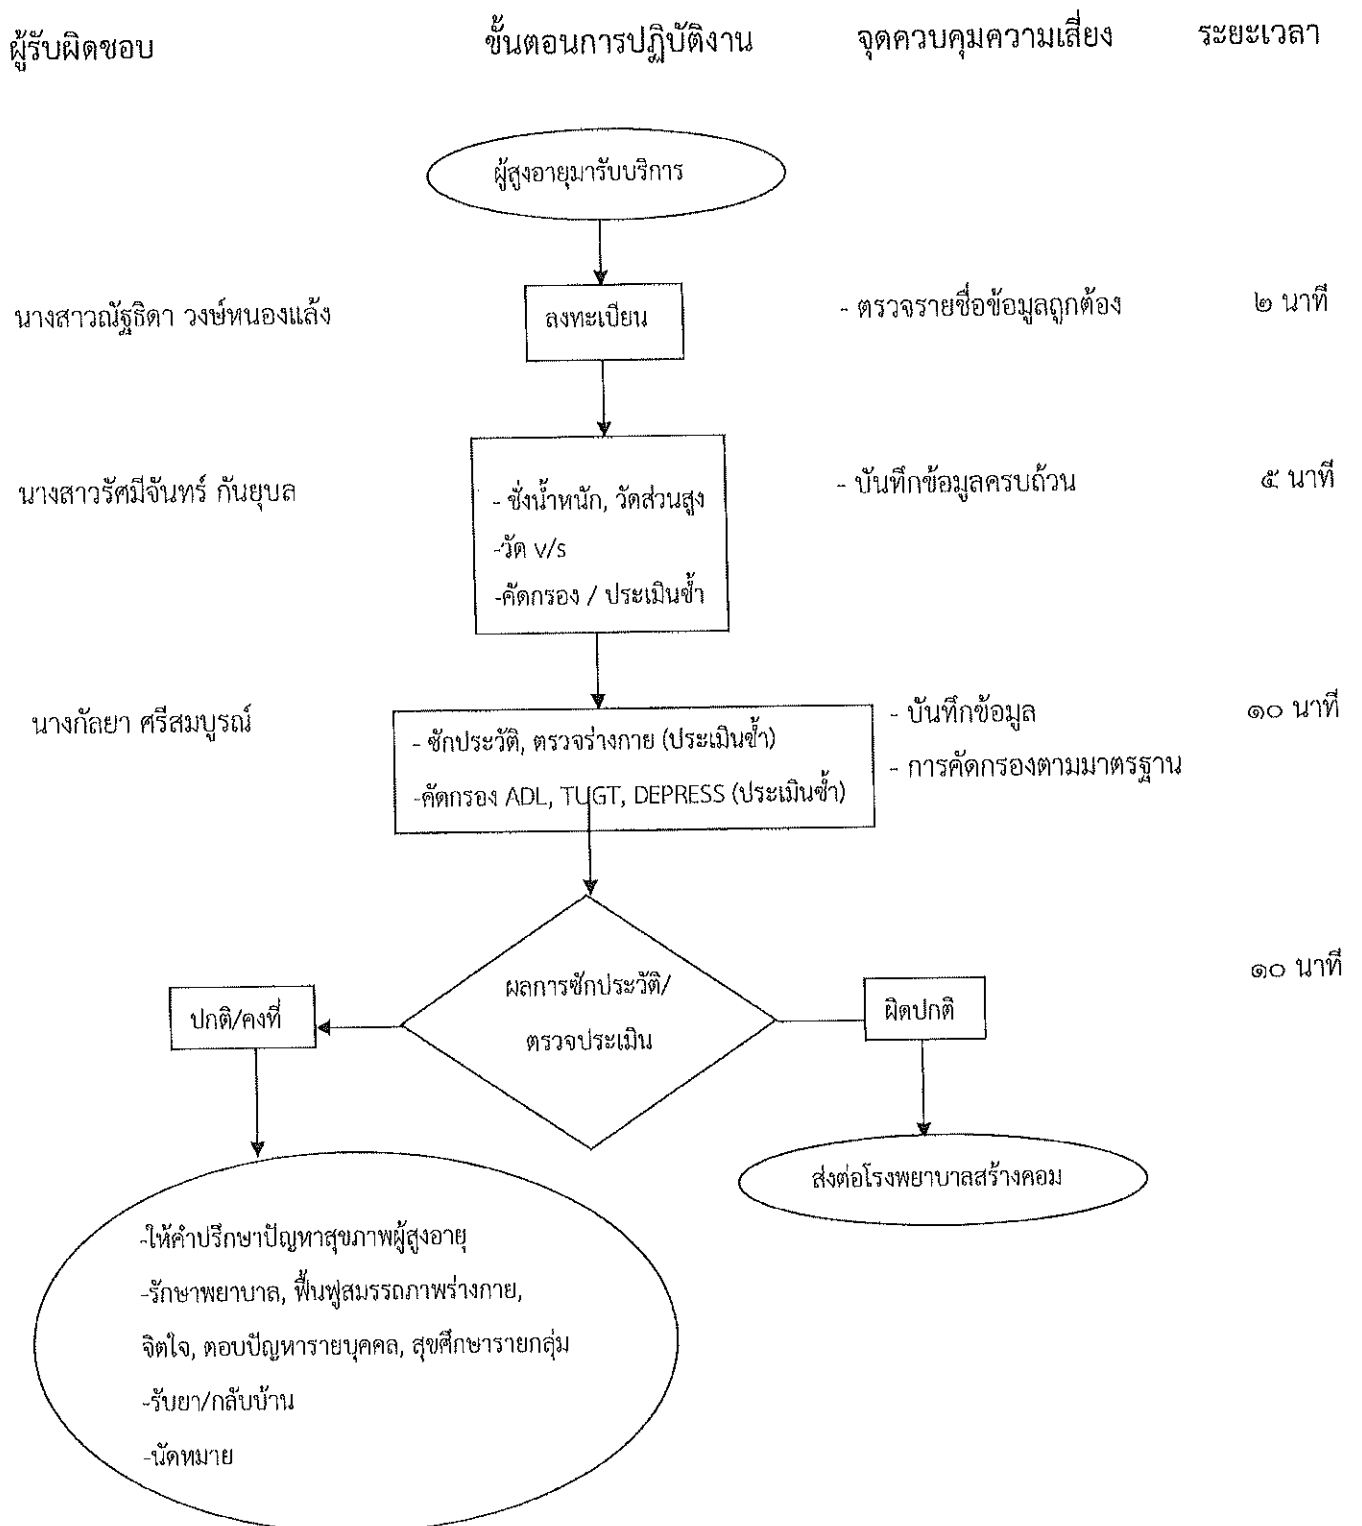 ผู้รับผิดชอบ ขั้นตอนการปฏิบัติงาน จุดควบคุมความเสี่ยง ระยะเวลา
ผู้สูงอายุมารับบริการ
นางสาวณัฐธิดา วงษ์หนองแล้ง ลงทะเบียน - ตรวจรายชื่อข้อมูลถูกต้อง ๒ นาที
นางสาวรัศมีจันทร์ กันยุบล - ชั่งน้ำหนัก, วัดส่วนสูง - บันทึกข้อมูลครบถ้วน ๕ นาที
-วัด v/s
-คัดกรอง / ประเมินซ้ำ
นางกัลยา ศรีสมบูรณ์ - ซักประวัติ, ตรวจร่างกาย (ประเมินซ้ำ) - บันทึกข้อมูล ๑๐ นาที
-คัดกรอง ADL, TUGT, DEPRESS (ประเมินซ้ำ) - การคัดกรองตามมาตรฐาน
๑๐ นาที
ผลการซักประวัติ/
ตรวจประเมิน
ปกติ/คงที่
ผิดปกติ
ส่งต่อโรงพยาบาลสร้างคอม
-ให้คำปรึกษาปัญหาสุขภาพผู้สูงอายุ
-รักษาพยาบาล, ฟื้นฟูสมรรถภาพร่างกาย,
จิตใจ, ตอบปัญหารายบุคคล, สุขศึกษารายกลุ่ม
-รับยา/กลับบ้าน
-นัดหมาย